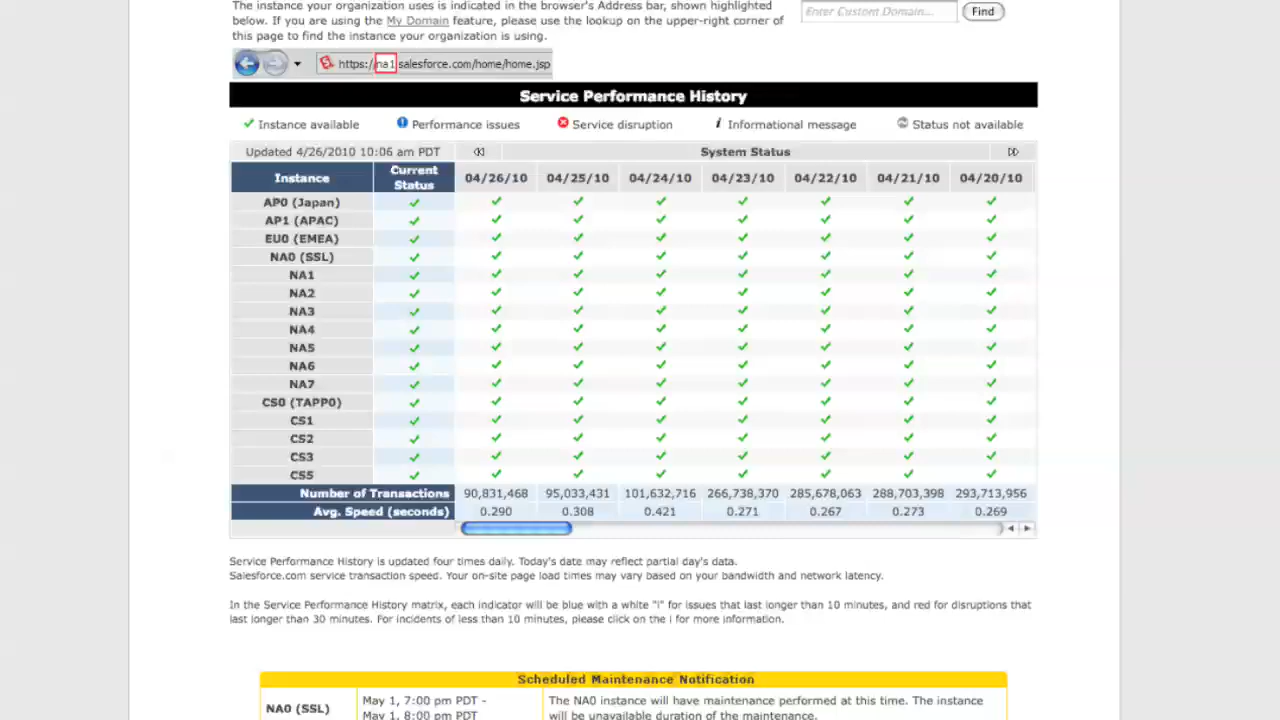 The instance your organization uses is indicated in the browser's Address bar, shown highlighted
below. If you are using the My Domain feature, please use the lookup on the upper-right corner of
this page to find the instance your organization is using.
Enter Custom Domain... Find
https://na1.salesforce.com/home/home.jsp
Service Performance History
Instance available Performance issues Service disruption i Informational message Status not available
Updated 4/26/2010 10:06 am PDT System Status
Instance Current Status 04/26/10 04/25/10 04/24/10 04/23/10 04/22/10 04/21/10 04/20/10
AP0 (Japan)
AP1 (APAC)
EU0 (EMEA)
NA0 (SSL)
NA1
NA2
NA3
NA4
NA5
NA6
NA7
CS0 (TAPP0)
CS1
CS2
CS3
CS5
Number of Transactions 90,831,468 95,033,431 101,632,716 266,738,370 285,678,063 288,703,398 293,713,956
Avg. Speed (seconds) 0.290 0.308 0.421 0.271 0.267 0.273 0.269
Service Performance History is updated four times daily. Today's date may reflect partial day's data.
Salesforce.com service transaction speed. Your on-site page load times may vary based on your bandwidth and network latency.
In the Service Performance History matrix, each indicator will be blue with a white "i" for issues that last longer than 10 minutes, and red for disruptions that
last longer than 30 minutes. For incidents of less than 10 minutes, please click on the i for more information.
Scheduled Maintenance Notification
NA0 (SSL)
May 1, 7:00 pm PDT -
May 1, 8:00 pm PDT
The NA0 instance will have maintenance performed at this time. The instance
will be unavailable duration of the maintenance.